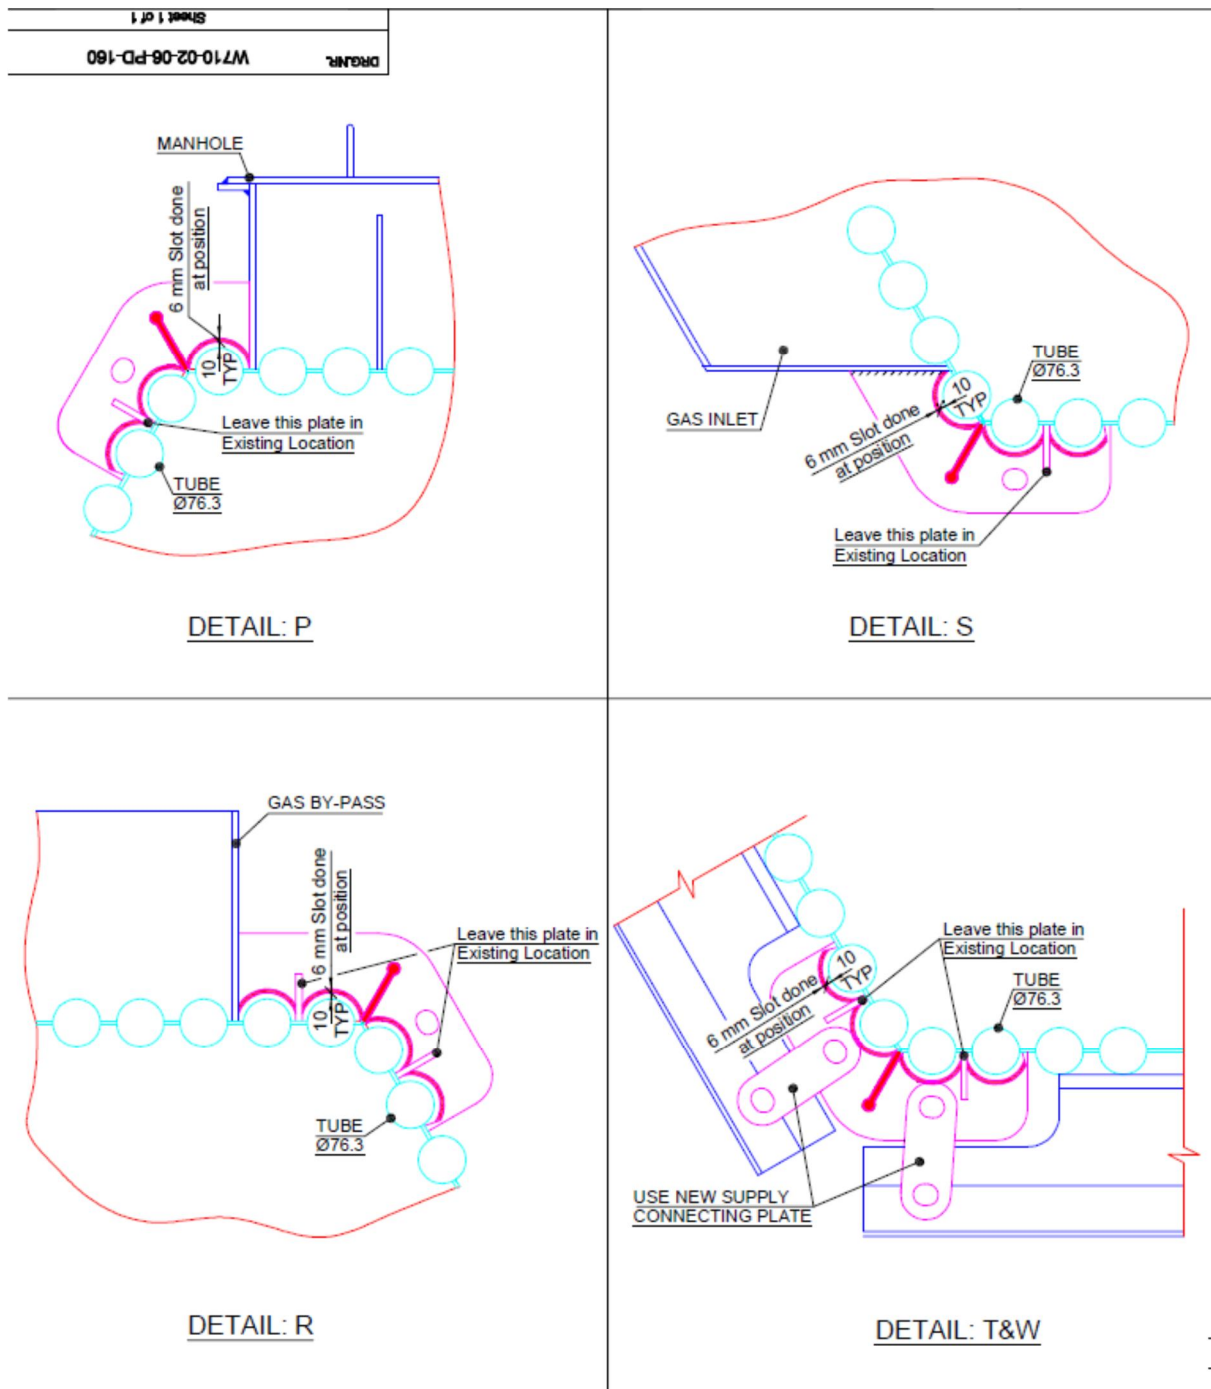 Sheet 1 of 1
DRG.NR. W710-02-06-PD-160
MANHOLE
6 mm Slot done
at position
10
TYP
Leave this plate in
Existing Location
TUBE
Ø76.3
DETAIL: P
TUBE
Ø76.3
10
TYP
GAS INLET
6 mm Slot done
at position
Leave this plate in
Existing Location
DETAIL: S
GAS BY-PASS
6 mm Slot done
at position
Leave this plate in
Existing Location
10
TYP
TUBE
Ø76.3
DETAIL: R
Leave this plate in
Existing Location
10
TYP
TUBE
Ø76.3
6 mm Slot done
at position
USE NEW SUPPLY
CONNECTING PLATE
DETAIL: T&W